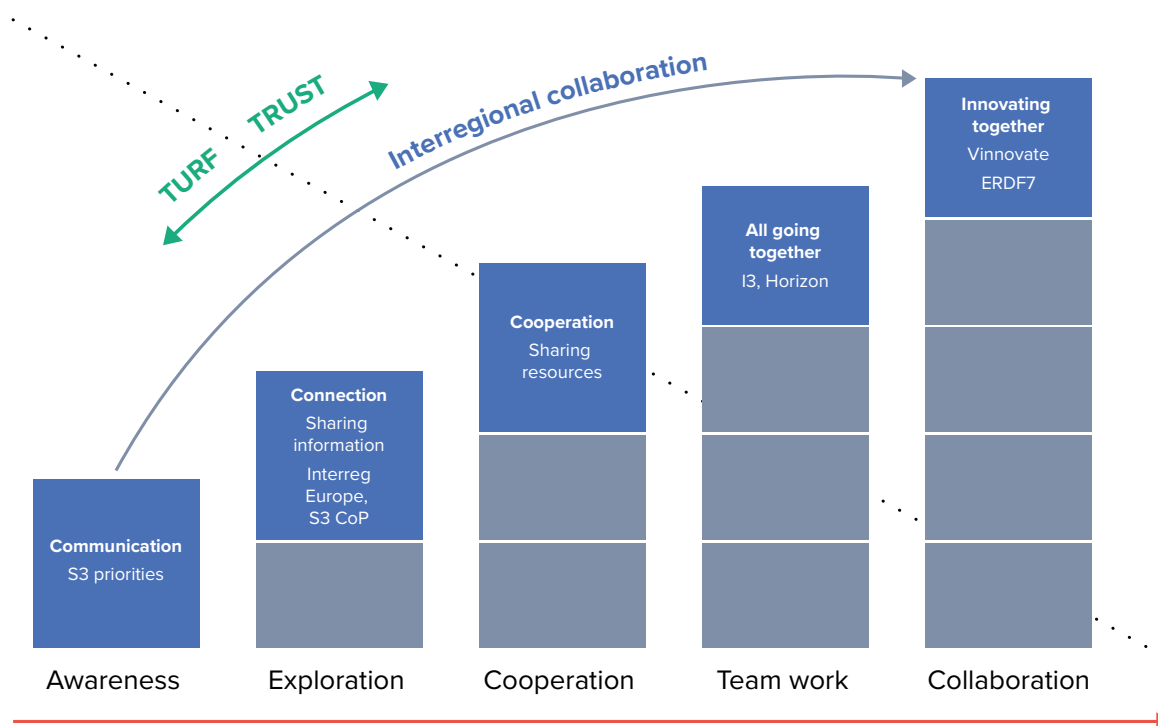 TURF
TRUST
Interregional collaboration
Innovating
together
Vinnovate
ERDF7
All going
together
I3, Horizon
Cooperation
Sharing
resources
Connection
Sharing
information
Interreg
Europe,
S3 CoP
Communication
S3 priorities
Awareness
Exploration
Cooperation
Team work
Collaboration